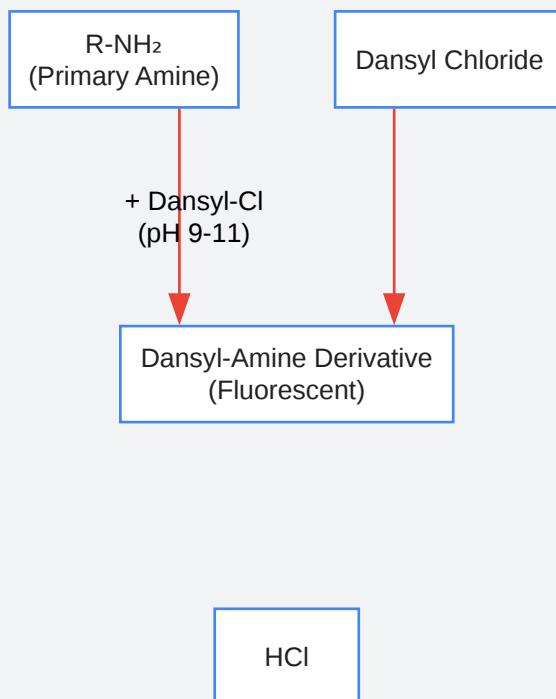 R-NH₂
(Primary Amine)
Dansyl Chloride
+ Dansyl-Cl
(pH 9-11)
Dansyl-Amine Derivative
(Fluorescent)
HCl